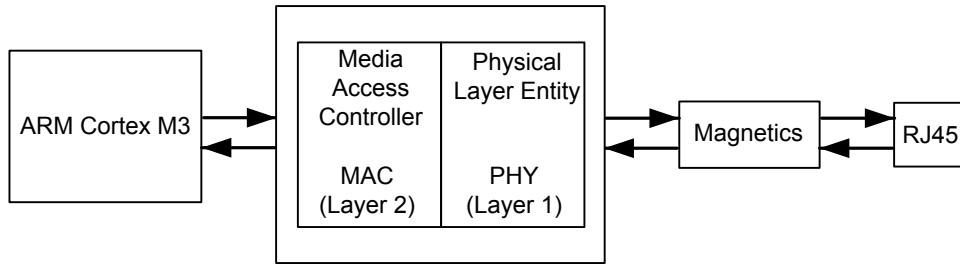 ARM Cortex M3
Media
Access
Controller
MAC
(Layer 2)
Physical
Layer Entity
PHY
(Layer 1)
Magnetics
RJ45